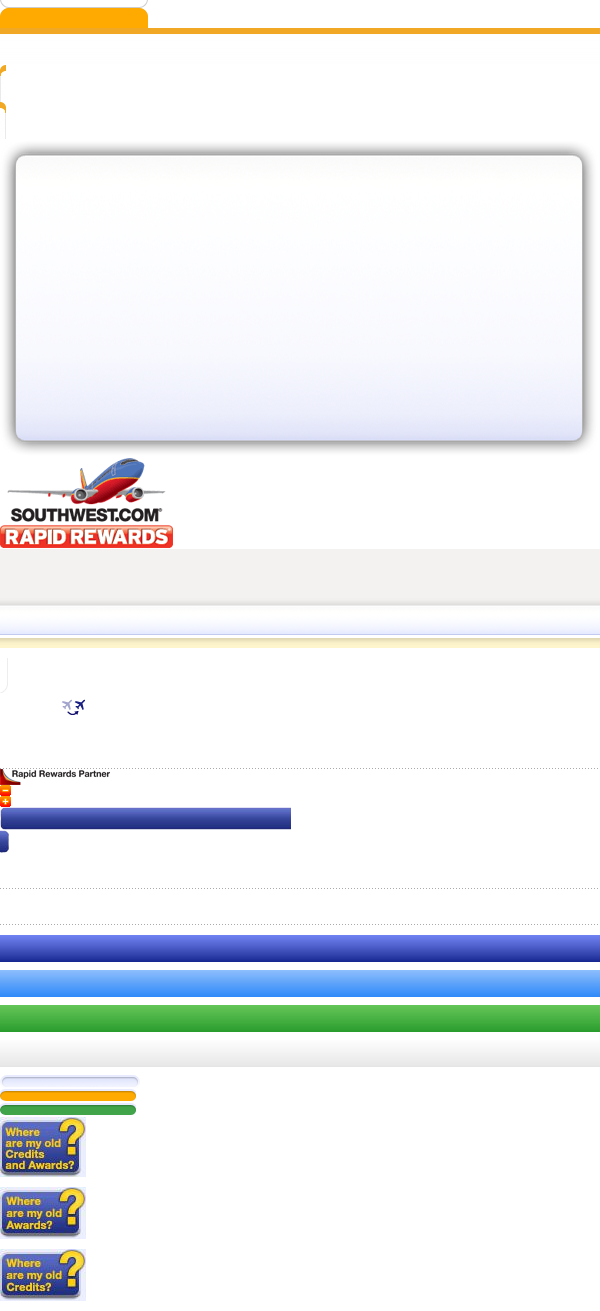 SOUTHWEST.COM®
RAPID REWARDS
Rapid Rewards Partner
Where
are my old
Credits
and Awards?
Where
are my old
Awards?
Where
are my old
Credits?